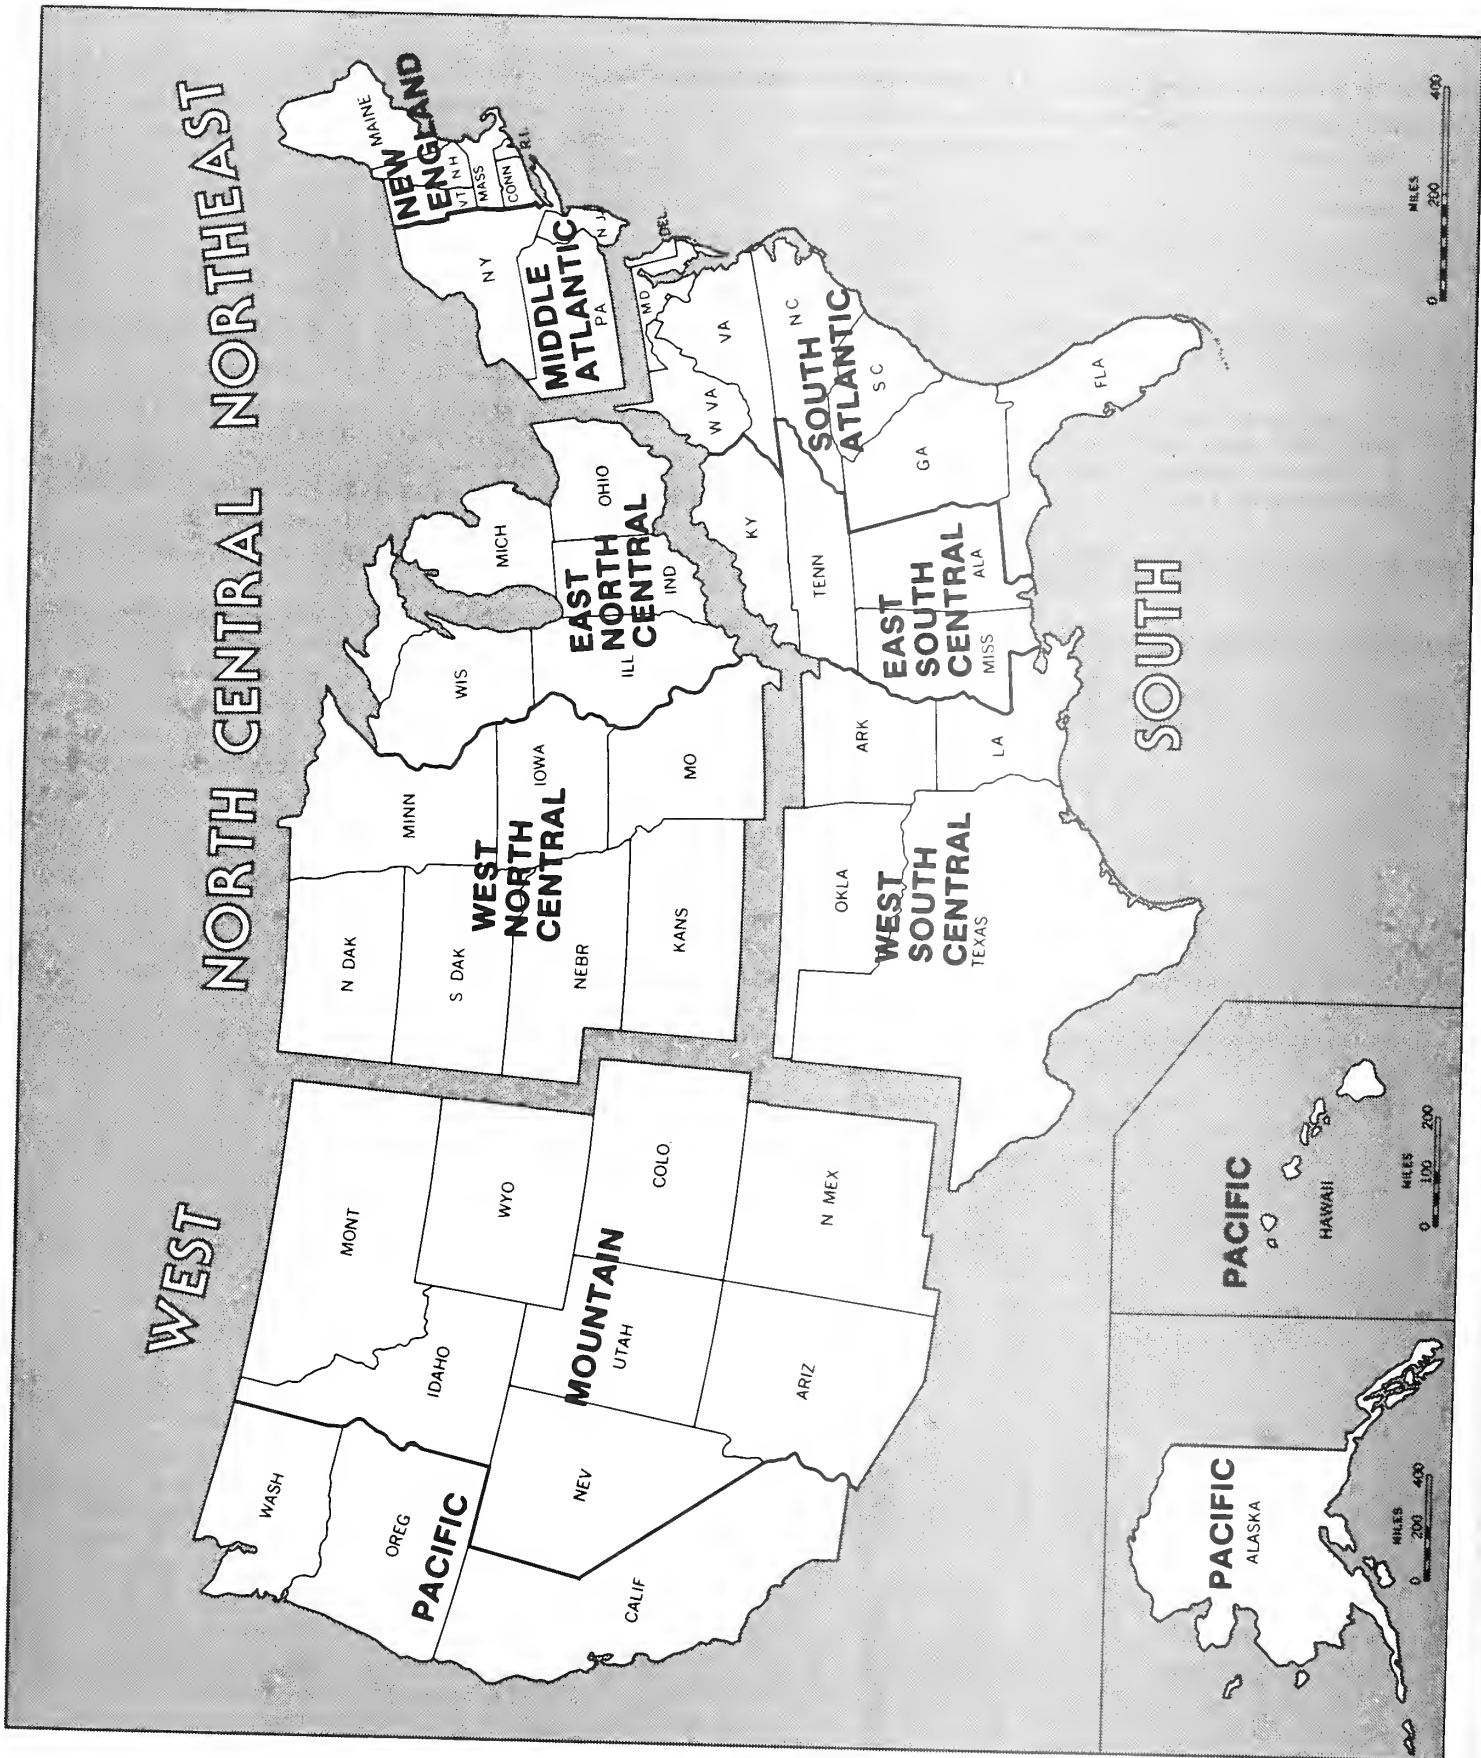 WEST
NORTH CENTRAL
NORTHEAST
WASH
OREG
PACIFIC
CALIF
NEV
IDAHO
MONT
WYO
MOUNTAIN
UTAH
COLO.
ARIZ
N MEX
N DAK
S DAK
NEBR
KANS
MINN
IOWA
MO
WEST
NORTH
CENTRAL
WIS
MICH
ILL
IND
OHIO
EAST
NORTH
CENTRAL
MAINE
NEW
ENGLAND
VT
N H
MASS
CONN
R.I.
N Y
MIDDLE
ATLANTIC
PA
N J
DEL.
MD
W VA
VA
N C
SOUTH
ATLANTIC
S C
GA
FLA
KY
TENN
EAST
SOUTH
CENTRAL
MISS
ALA
OKLA
ARK
WEST
SOUTH
CENTRAL
TEXAS
LA
SOUTH
PACIFIC
ALASKA
MILES
0 200 400
PACIFIC
HAWAII
MILES
0 100 200
MILES
0 200 400